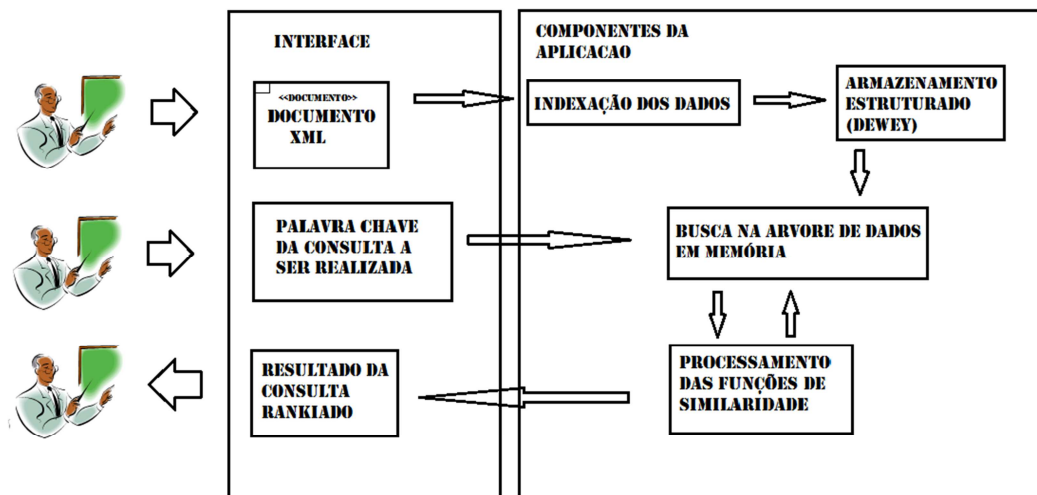 INTERFACE
COMPONENTES DA
APLICACAO
<<DOCUMENTO>>
DOCUMENTO
XML
INDEXAÇÃO DOS DADOS
ARMAZENAMENTO
ESTRUTURADO
(DEWEY)
PALAVRA CHAVE
DA CONSULTA A
SER REALIZADA
BUSCA NA ARVORE DE DADOS
EM MEMÓRIA
RESULTADO DA
CONSULTA
RANKIADO
PROCESSAMENTO
DAS FUNÇÕES DE
SIMILARIDADE